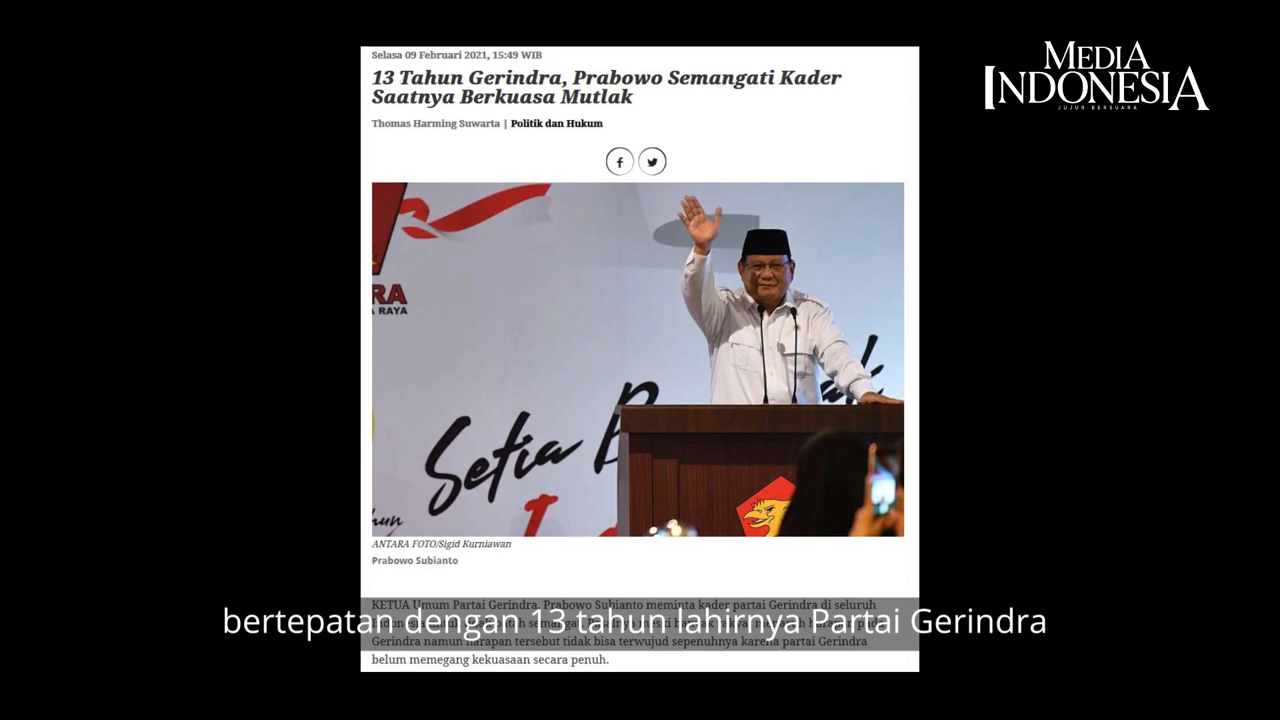 Selasa 09 Februari 2021, 15:49 WIB
13 Tahun Gerindra, Prabowo Semangati Kader
Saatnya Berkuasa Mutlak
Thomas Harming Suwarta | Politik dan Hukum
MEDIA
INDONESIA
JUJUR BERSUARA
RA
RAYA
Setia B
ANTARA FOTO/Sigid Kurniawan
Prabowo Subianto
KETUA Umum Partai Gerindra, Prabowo Subianto meminta kader partai Gerindra di seluruh
bertepatan dengan 13 tahun lahirnya Partai Gerindra
Gerindra namun harapan tersebut tidak bisa terwujud sepenuhnya karena partai Gerindra
belum memegang kekuasaan secara penuh.